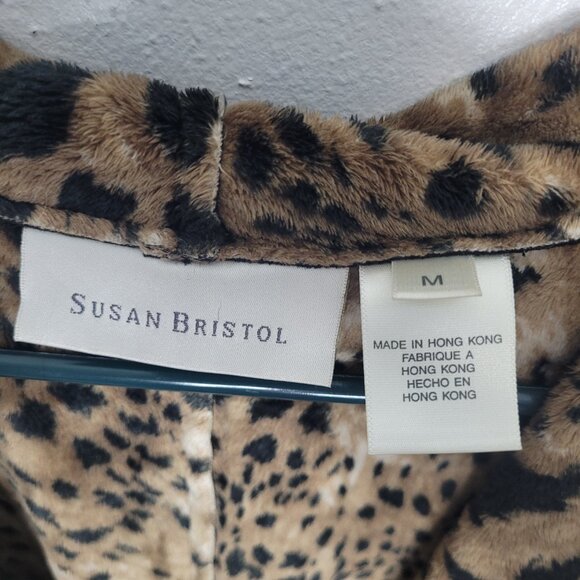 SUSAN BRISTOL
M
MADE IN HONG KONG
FABRIQUE A
HONG KONG
HECHO EN
HONG KONG